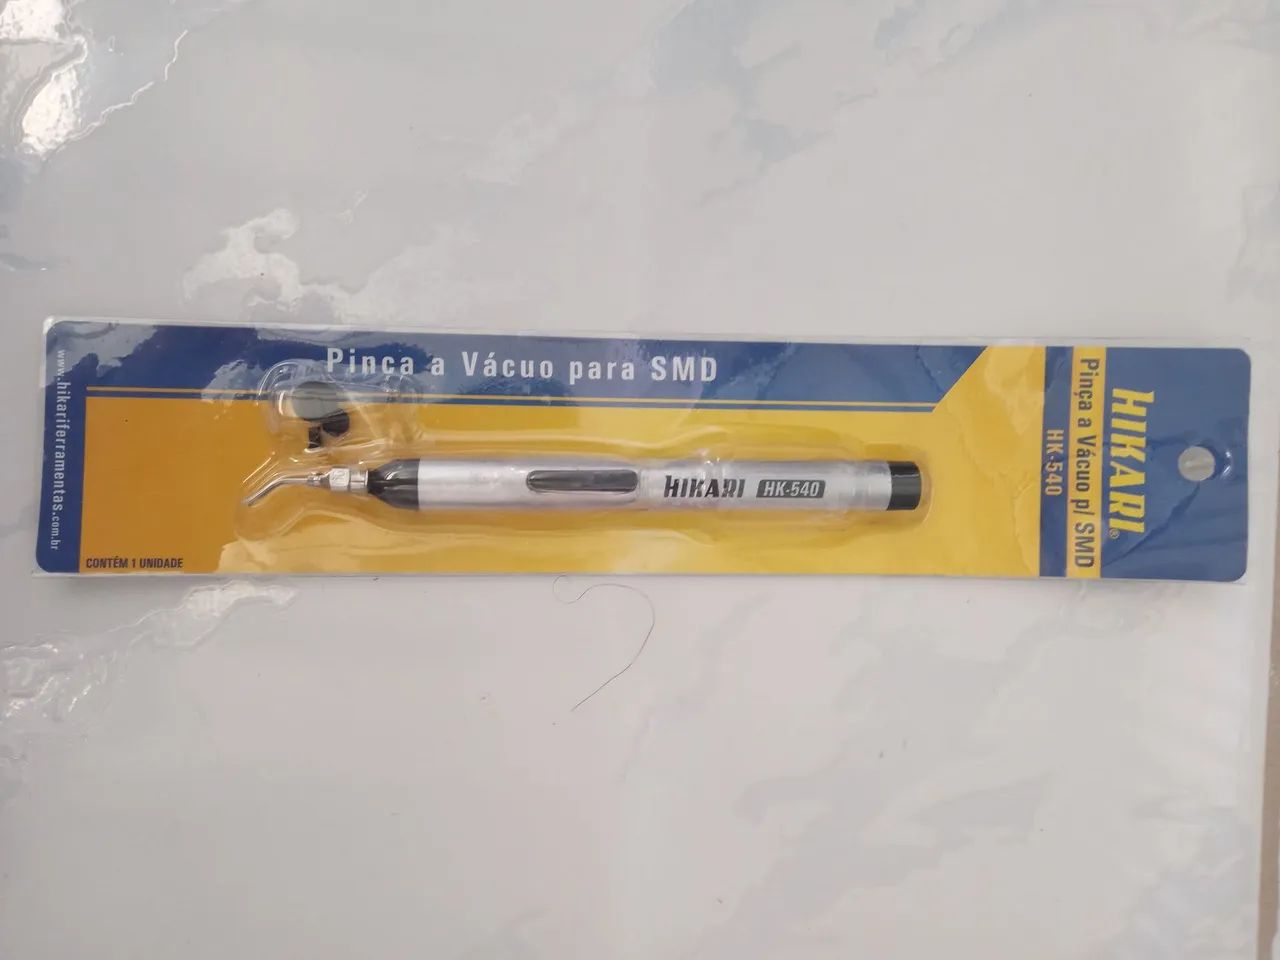 Pinça a Vácuo para SMD
www.hikariferramentas.com.br
CONTÉM 1 UNIDADE
HIKARI HK-540
HIKARI®
Pinça a Vácuo p/ SMD
HK-540